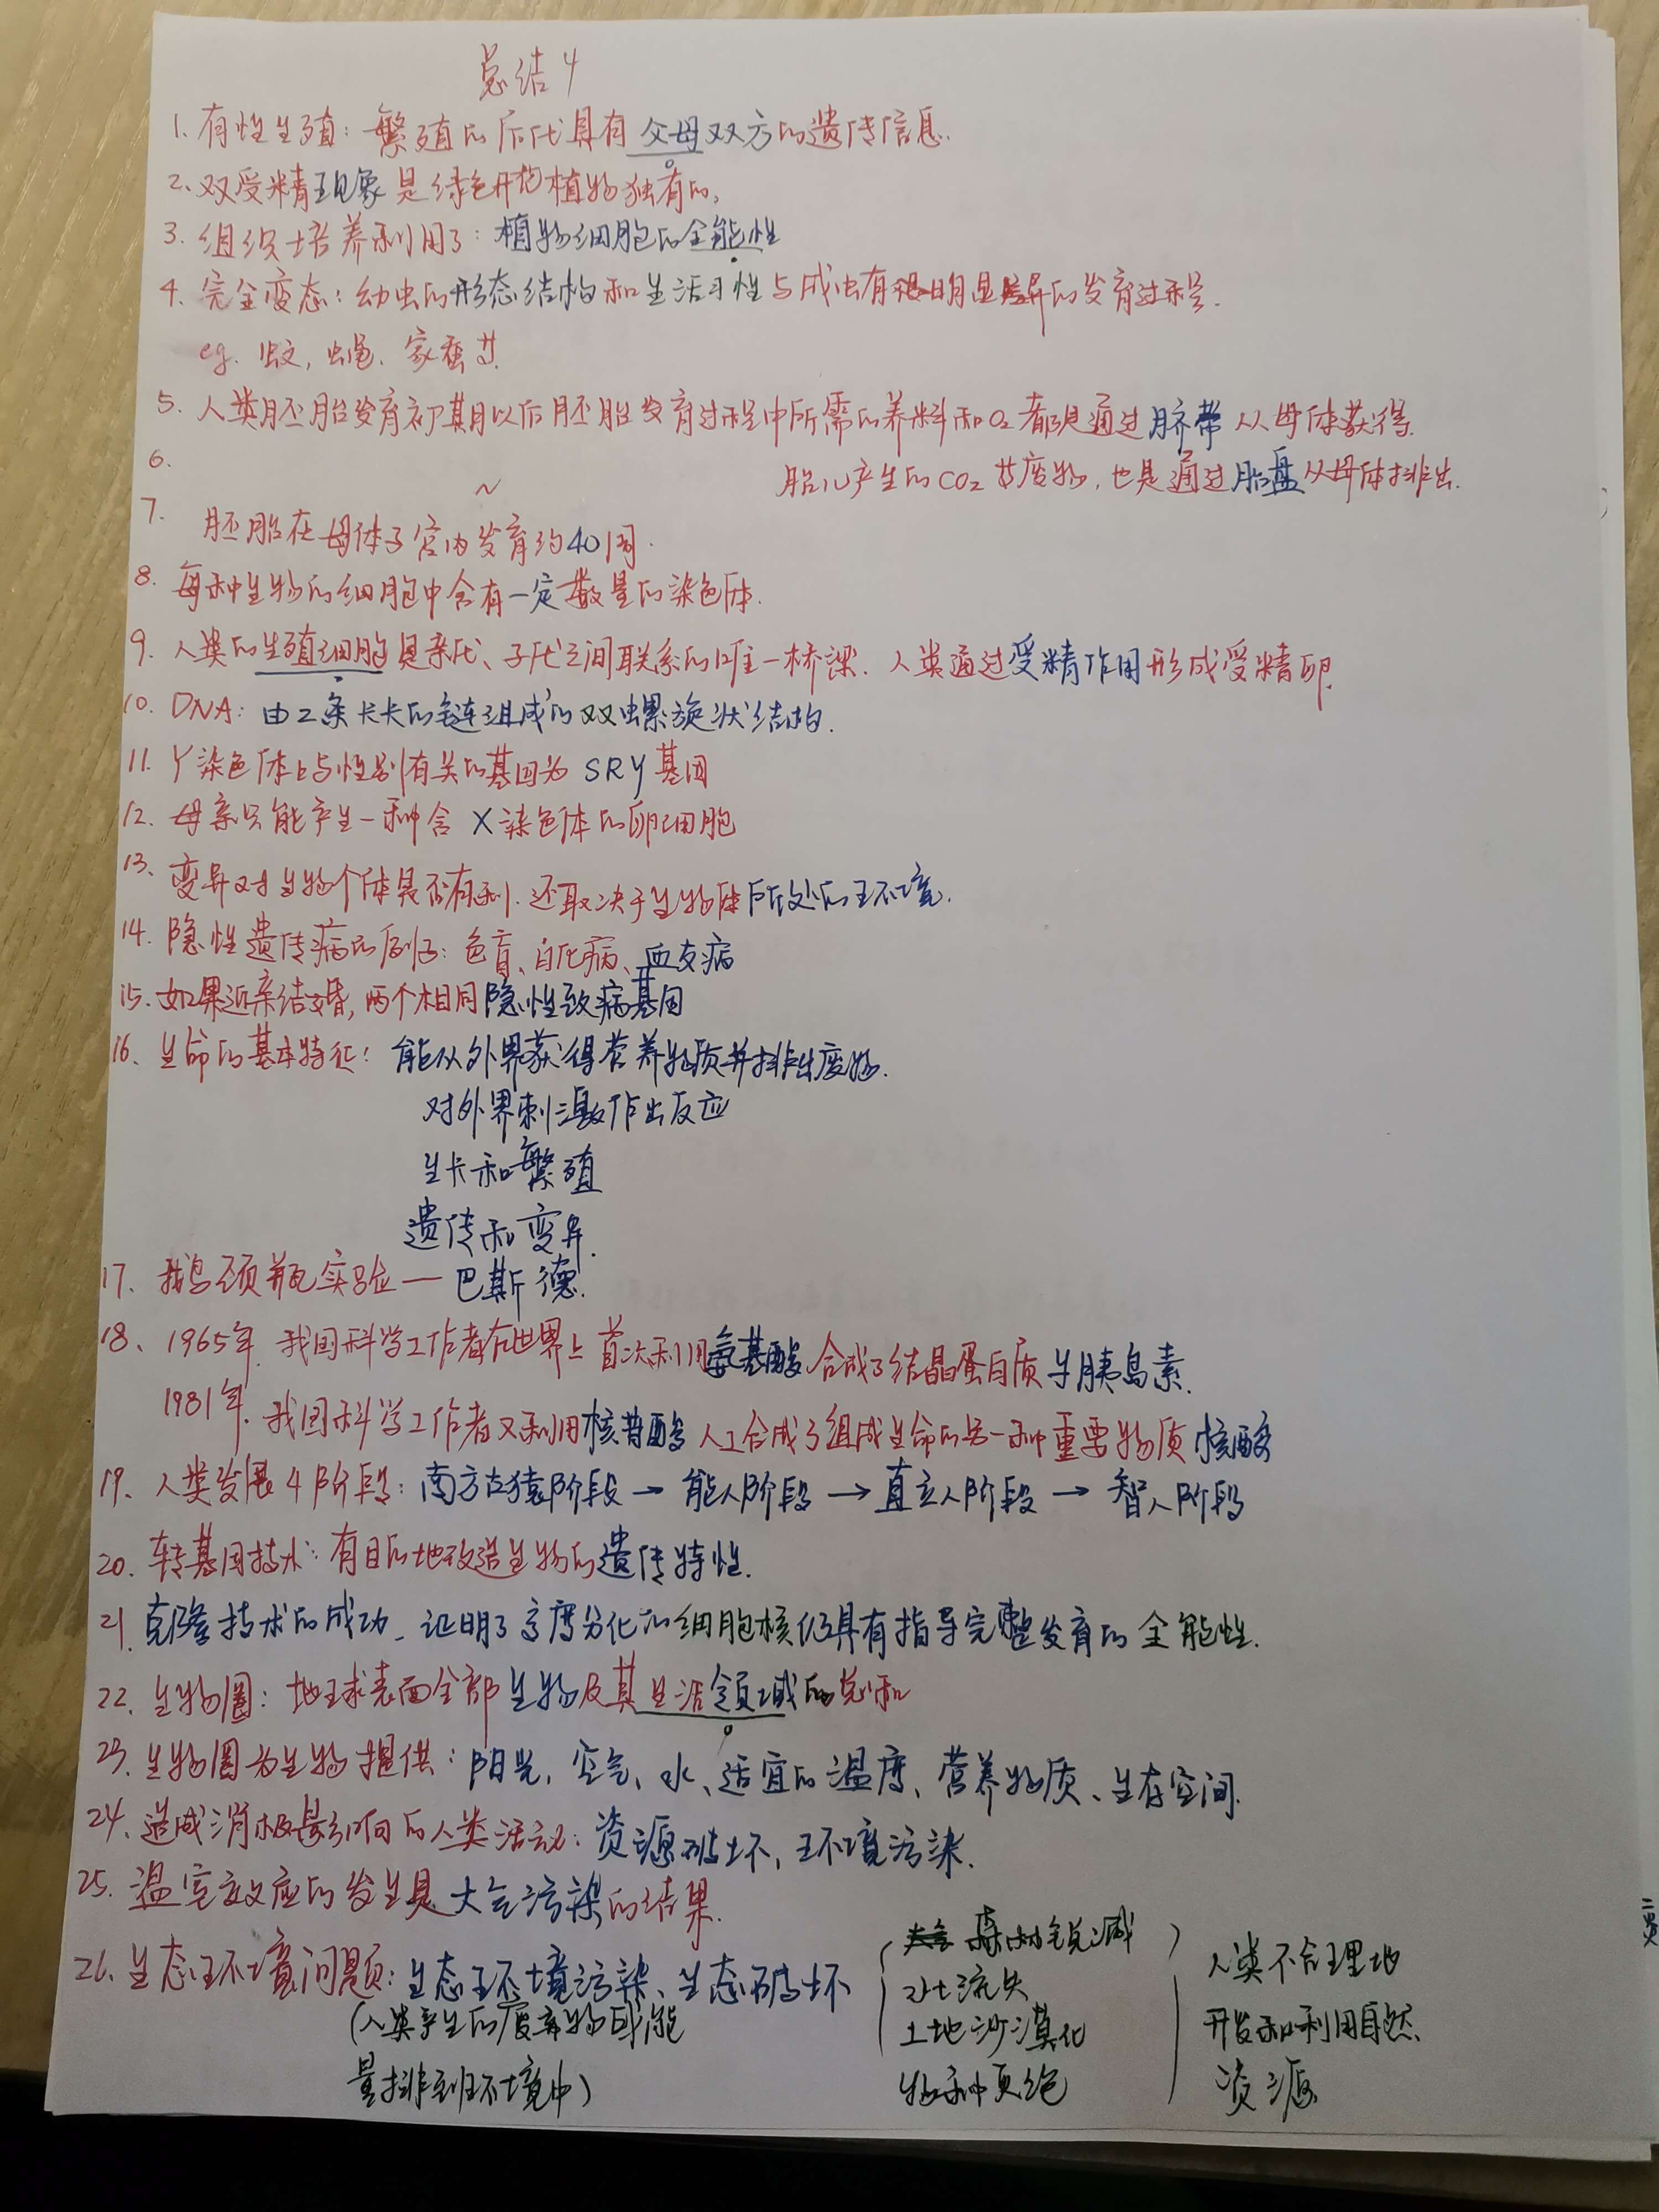 总结4
1. 有性生殖：繁殖的后代具有父母双方的遗传信息.
2. 双受精现象是绿色开花植物独有的,
3. 组织培养利用了：植物细胞的全能性
4. 完全变态：幼虫的形态结构和生活习性与成虫有很明显差异的发育过程.
eg. 蚊, 蝇、家蚕等.
5. 人类胚胎发育初期以后胚胎发育过程中所需的养料和O₂都是通过脐带从母体获得.
6. ~ 胎儿产生的CO₂等废物, 也是通过胎盘从母体排出.
7. 胚胎在母体子宫内发育约40周.
8. 每种生物的细胞中含有一定数量的染色体.
9. 人类的生殖细胞是亲代、子代之间联系的唯一桥梁. 人类通过受精作用形成受精卵.
10. DNA: 由2条长长的链组成的双螺旋状结构.
11. Y染色体上与性别有关的基因为 SRY基因
12. 母亲只能产生一种含 X染色体的卵细胞
13、变异对生物个体是否有利. 还取决于生物体所处的环境.
14. 隐性遗传病的例子：色盲、白化病、血友病
15. 如果近亲结婚, 两个相同隐性致病基因
16、生命的基本特征：能从外界获得营养物质并排出废物.
对外界刺激作出反应
生长和繁殖
遗传和变异.
17. 鹅颈瓶实验—巴斯德.
18、1965年, 我国科学工作者在世界上首次利用氨基酸合成了结晶蛋白质牛胰岛素.
1981年, 我国科学工作者又利用核苷酸人工合成了组成生命的另一种重要物质核酸
19. 人类发展4阶段：南方古猿阶段→能人阶段→直立人阶段→智人阶段
20. 转基因技术：有目的地改造生物的遗传特性.
21. 克隆技术的成功, 证明了高度分化的细胞核仍具有指导完整发育的全能性.
22. 生物圈：地球表面全部生物及其生活领域的总和
23. 生物圈为生物提供：阳光, 空气、水、适宜的温度、营养物质、生存空间.
24. 造成消极影响的人类活动：资源破坏, 环境污染.
25. 温室效应的发生是大气污染的结果.
26. 生态环境问题：生态环境污染、生态破坏
(人类产生的废弃物或能
量排到环境中)
森林锐减
水土流失
土地沙漠化
物种灭绝
人类不合理地
开发和利用自然
资源